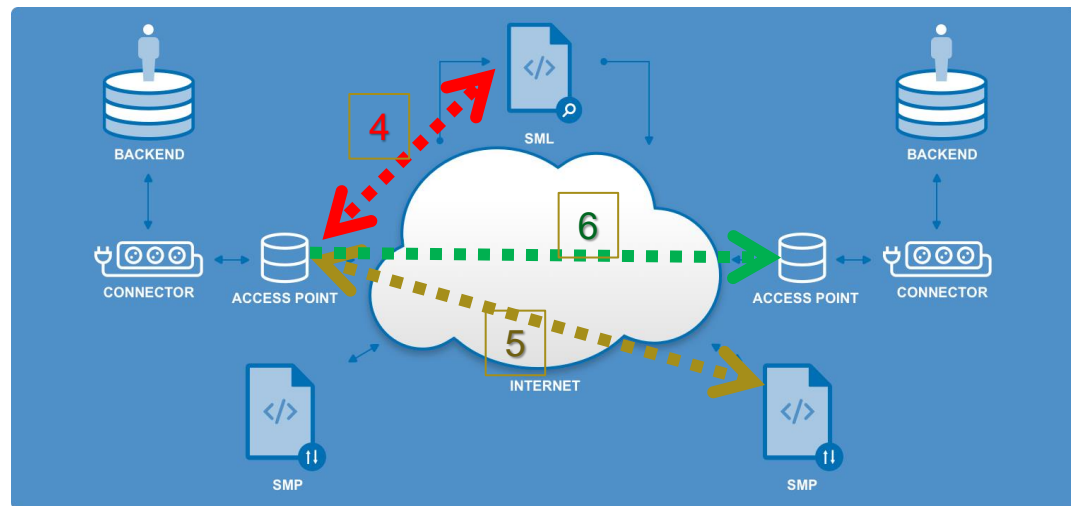 SML
4
BACKEND
BACKEND
6
CONNECTOR
ACCESS POINT
ACCESS POINT
CONNECTOR
5
INTERNET
</>
</>
</>
SMP
SMP